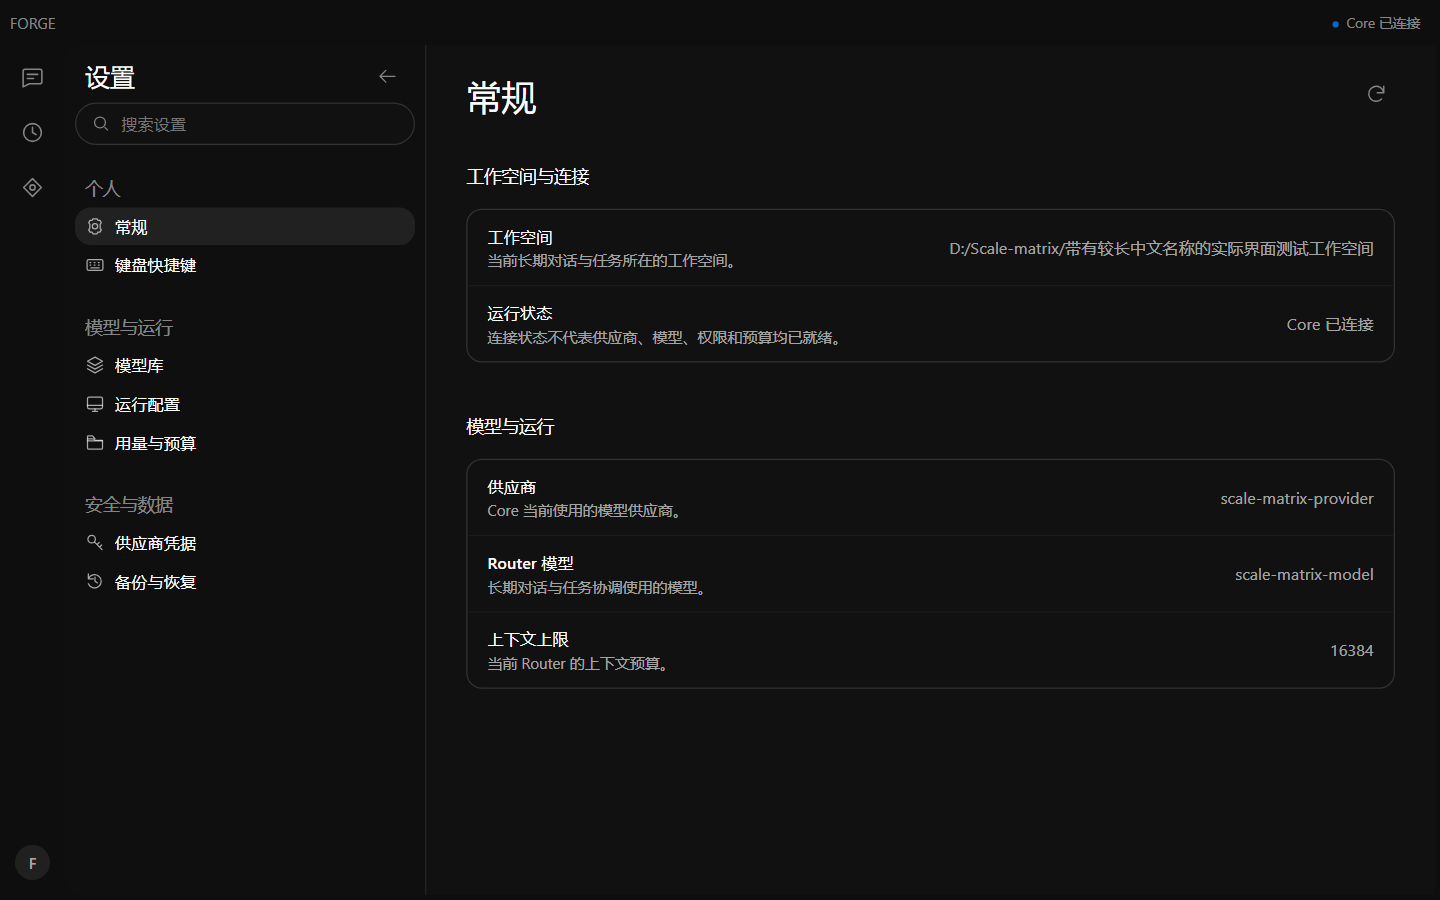 FORGE
Core 已连接
设置
搜索设置
个人
常规
键盘快捷键
模型与运行
模型库
运行配置
用量与预算
安全与数据
供应商凭据
备份与恢复
F
常规
工作空间与连接
工作空间
当前长期对话与任务所在的工作空间。
D:/Scale-matrix/带有较长中文名称的实际界面测试工作空间
运行状态
连接状态不代表供应商、模型、权限和预算均已就绪。
Core 已连接
模型与运行
供应商
Core 当前使用的模型供应商。
scale-matrix-provider
Router 模型
长期对话与任务协调使用的模型。
scale-matrix-model
上下文上限
当前 Router 的上下文预算。
16384